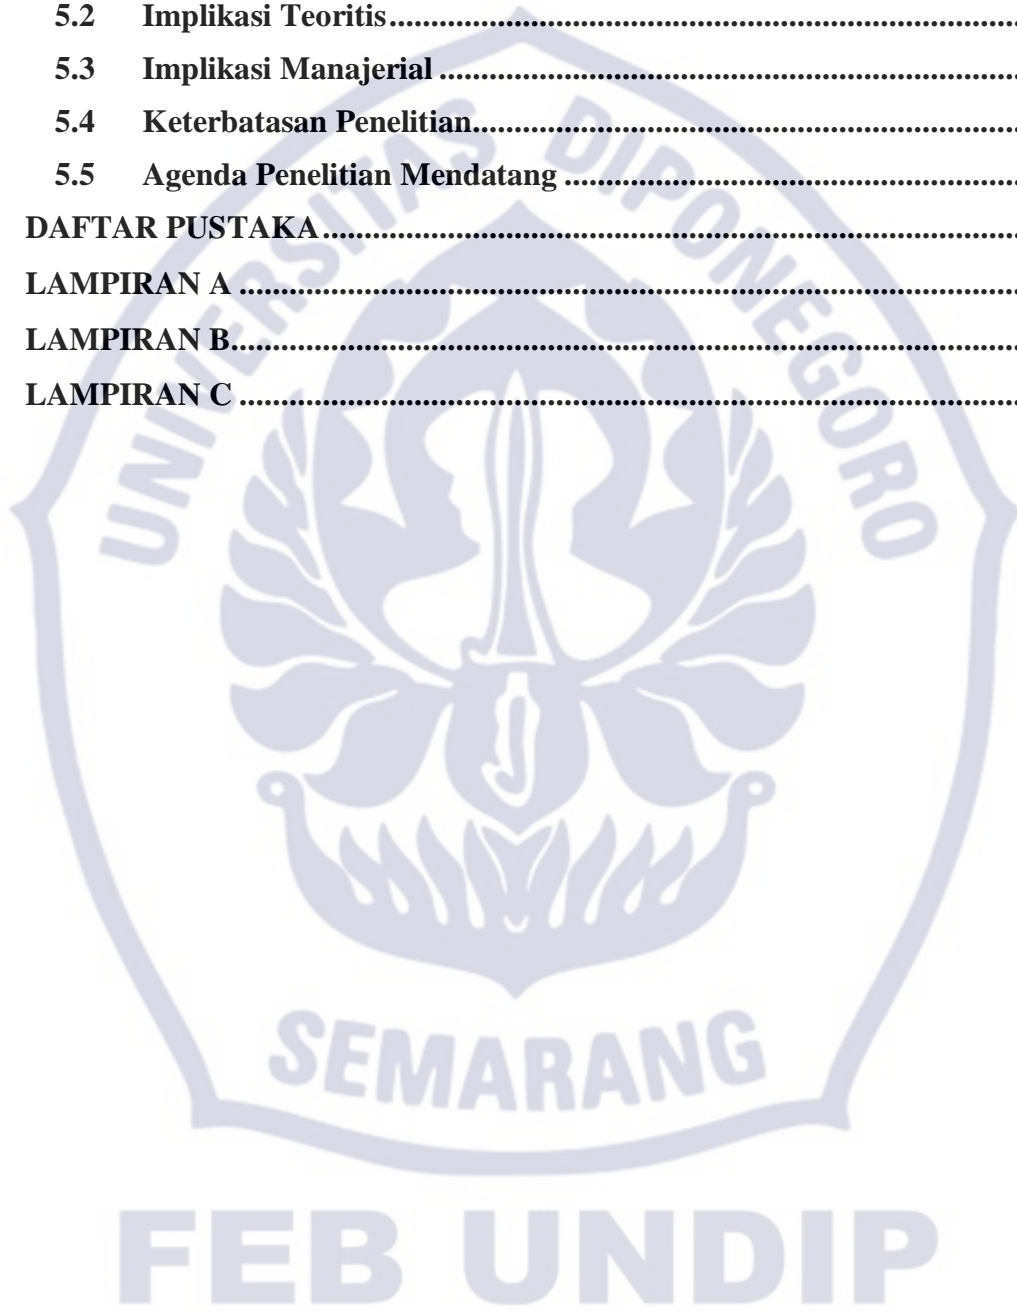 5.2 Implikasi Teoritis........................................................................
5.3 Implikasi Manajerial ........................................................................
5.4 Keterbatasan Penelitian........................................................................
5.5 Agenda Penelitian Mendatang ........................................................................
DAFTAR PUSTAKA........................................................................
LAMPIRAN A ........................................................................
LAMPIRAN B........................................................................
LAMPIRAN C ........................................................................
UNIVERSITAS DIPONEGORO
SEMARANG
FEB UNDIP